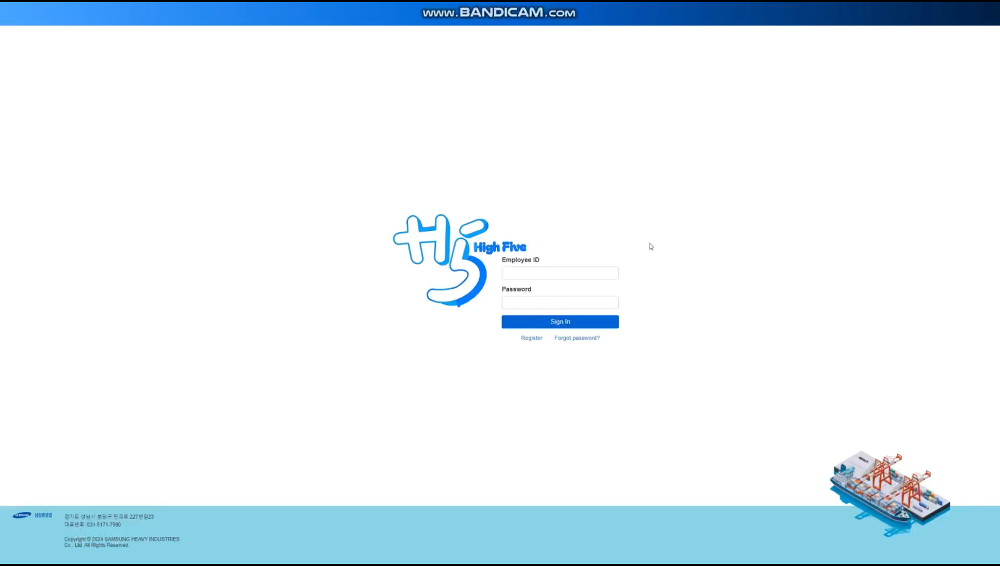 www.BANDICAM.com
High Five
Employee ID
Password
Sign In
Register Forgot password?
SAMSUNG 삼성중공업
경기도 성남시 분당구 판교로 227번길23
대표번호: 031-5171-7900
Copyright © 2024 SAMSUNG HEAVY INDUSTRIES
Co., Ltd. All Rights Reserved.